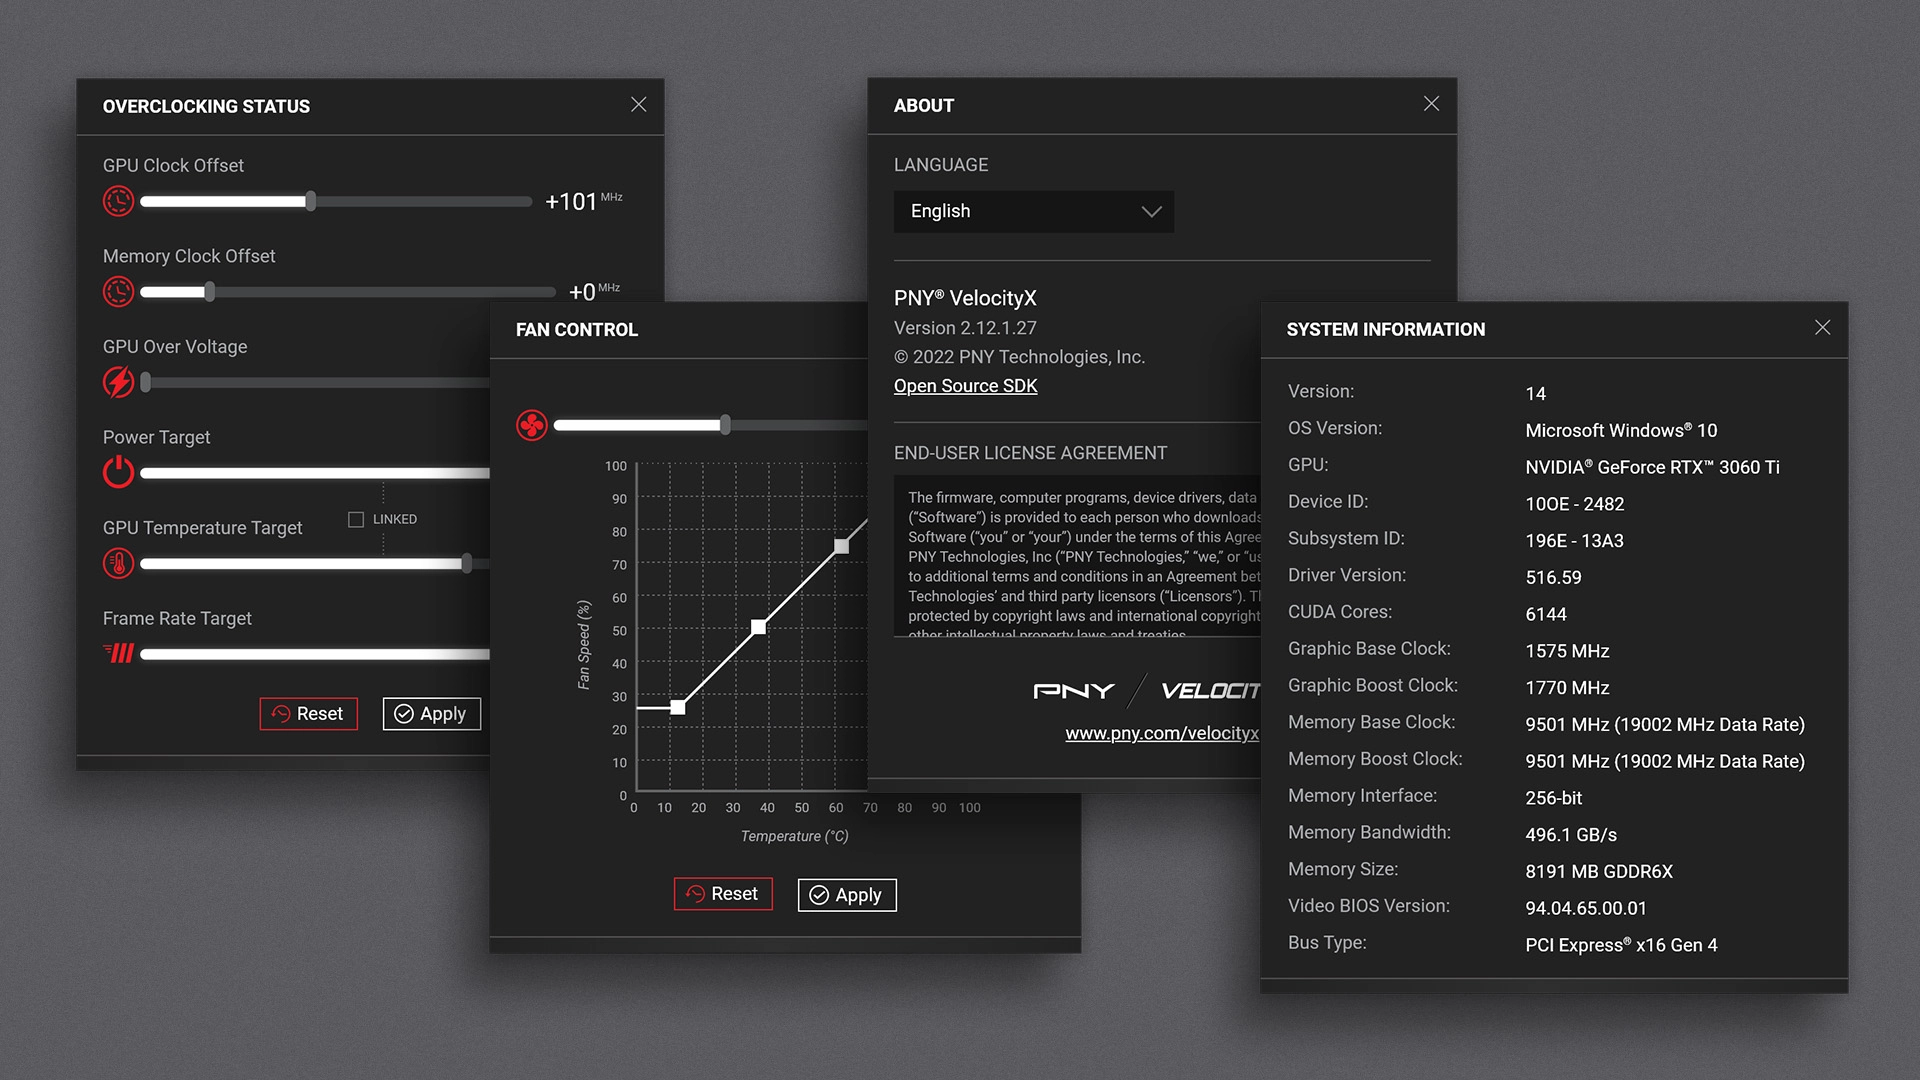 OVERCLOCKING STATUS
GPU Clock Offset
+101 MHz
Memory Clock Offset
+0 MHz
GPU Over Voltage
Power Target
LINKED
GPU Temperature Target
Frame Rate Target
Reset
Apply
FAN CONTROL
100
90
80
70
60
50
40
30
20
10
0
Fan Speed (%)
0 10 20 30 40 50 60 70 80 90 100
Temperature (°C)
Reset
Apply
ABOUT
LANGUAGE
English
PNY® VelocityX
Version 2.12.1.27
© 2022 PNY Technologies, Inc.
Open Source SDK
END-USER LICENSE AGREEMENT
The firmware, computer programs, device drivers, data
(“Software”) is provided to each person who downloads
Software (“you” or “your”) under the terms of this Agree
PNY Technologies, Inc (“PNY Technologies,” “we,” or “us
to additional terms and conditions in an Agreement bet
Technologies’ and third party licensors (“Licensors”). Th
protected by copyright laws and international copyright
other intellectual property laws and treaties.
PNY / VELOCIT
www.pny.com/velocityx
SYSTEM INFORMATION
Version: 14
OS Version: Microsoft Windows® 10
GPU: NVIDIA® GeForce RTX™ 3060 Ti
Device ID: 10OE - 2482
Subsystem ID: 196E - 13A3
Driver Version: 516.59
CUDA Cores: 6144
Graphic Base Clock: 1575 MHz
Graphic Boost Clock: 1770 MHz
Memory Base Clock: 9501 MHz (19002 MHz Data Rate)
Memory Boost Clock: 9501 MHz (19002 MHz Data Rate)
Memory Interface: 256-bit
Memory Bandwidth: 496.1 GB/s
Memory Size: 8191 MB GDDR6X
Video BIOS Version: 94.04.65.00.01
Bus Type: PCI Express® x16 Gen 4